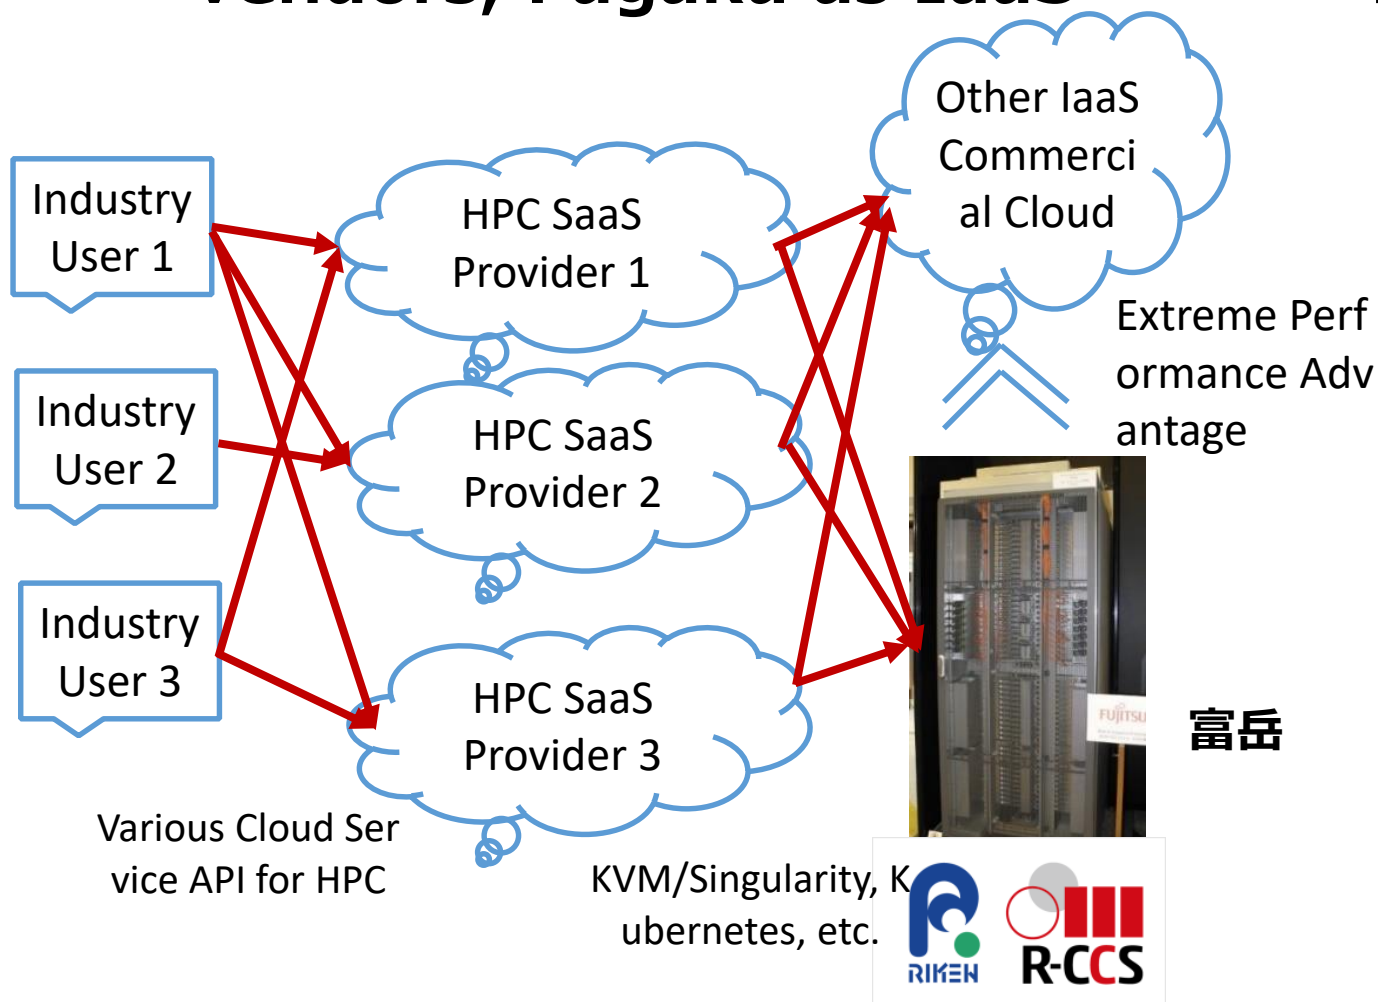 Industry
User 1
Industry
User 2
Industry
User 3
HPC SaaS
Provider 1
HPC SaaS
Provider 2
HPC SaaS
Provider 3
Other IaaS
Commerci
al Cloud
Extreme Perf
ormance Adv
antage
FUJITSU
富岳
Various Cloud Ser
vice API for HPC
KVM/Singularity, K
ubernetes, etc.
RIKEN
R-CCS